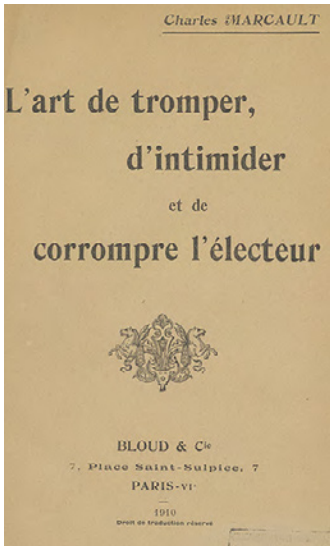 Charles MARCAULT
L'art de tromper,
d'intimider
et de
corrompre l'électeur
BLOUD & Cie
7, Place Saint-Sulpice, 7
PARIS-VIe
1910
Droit de traduction réservé